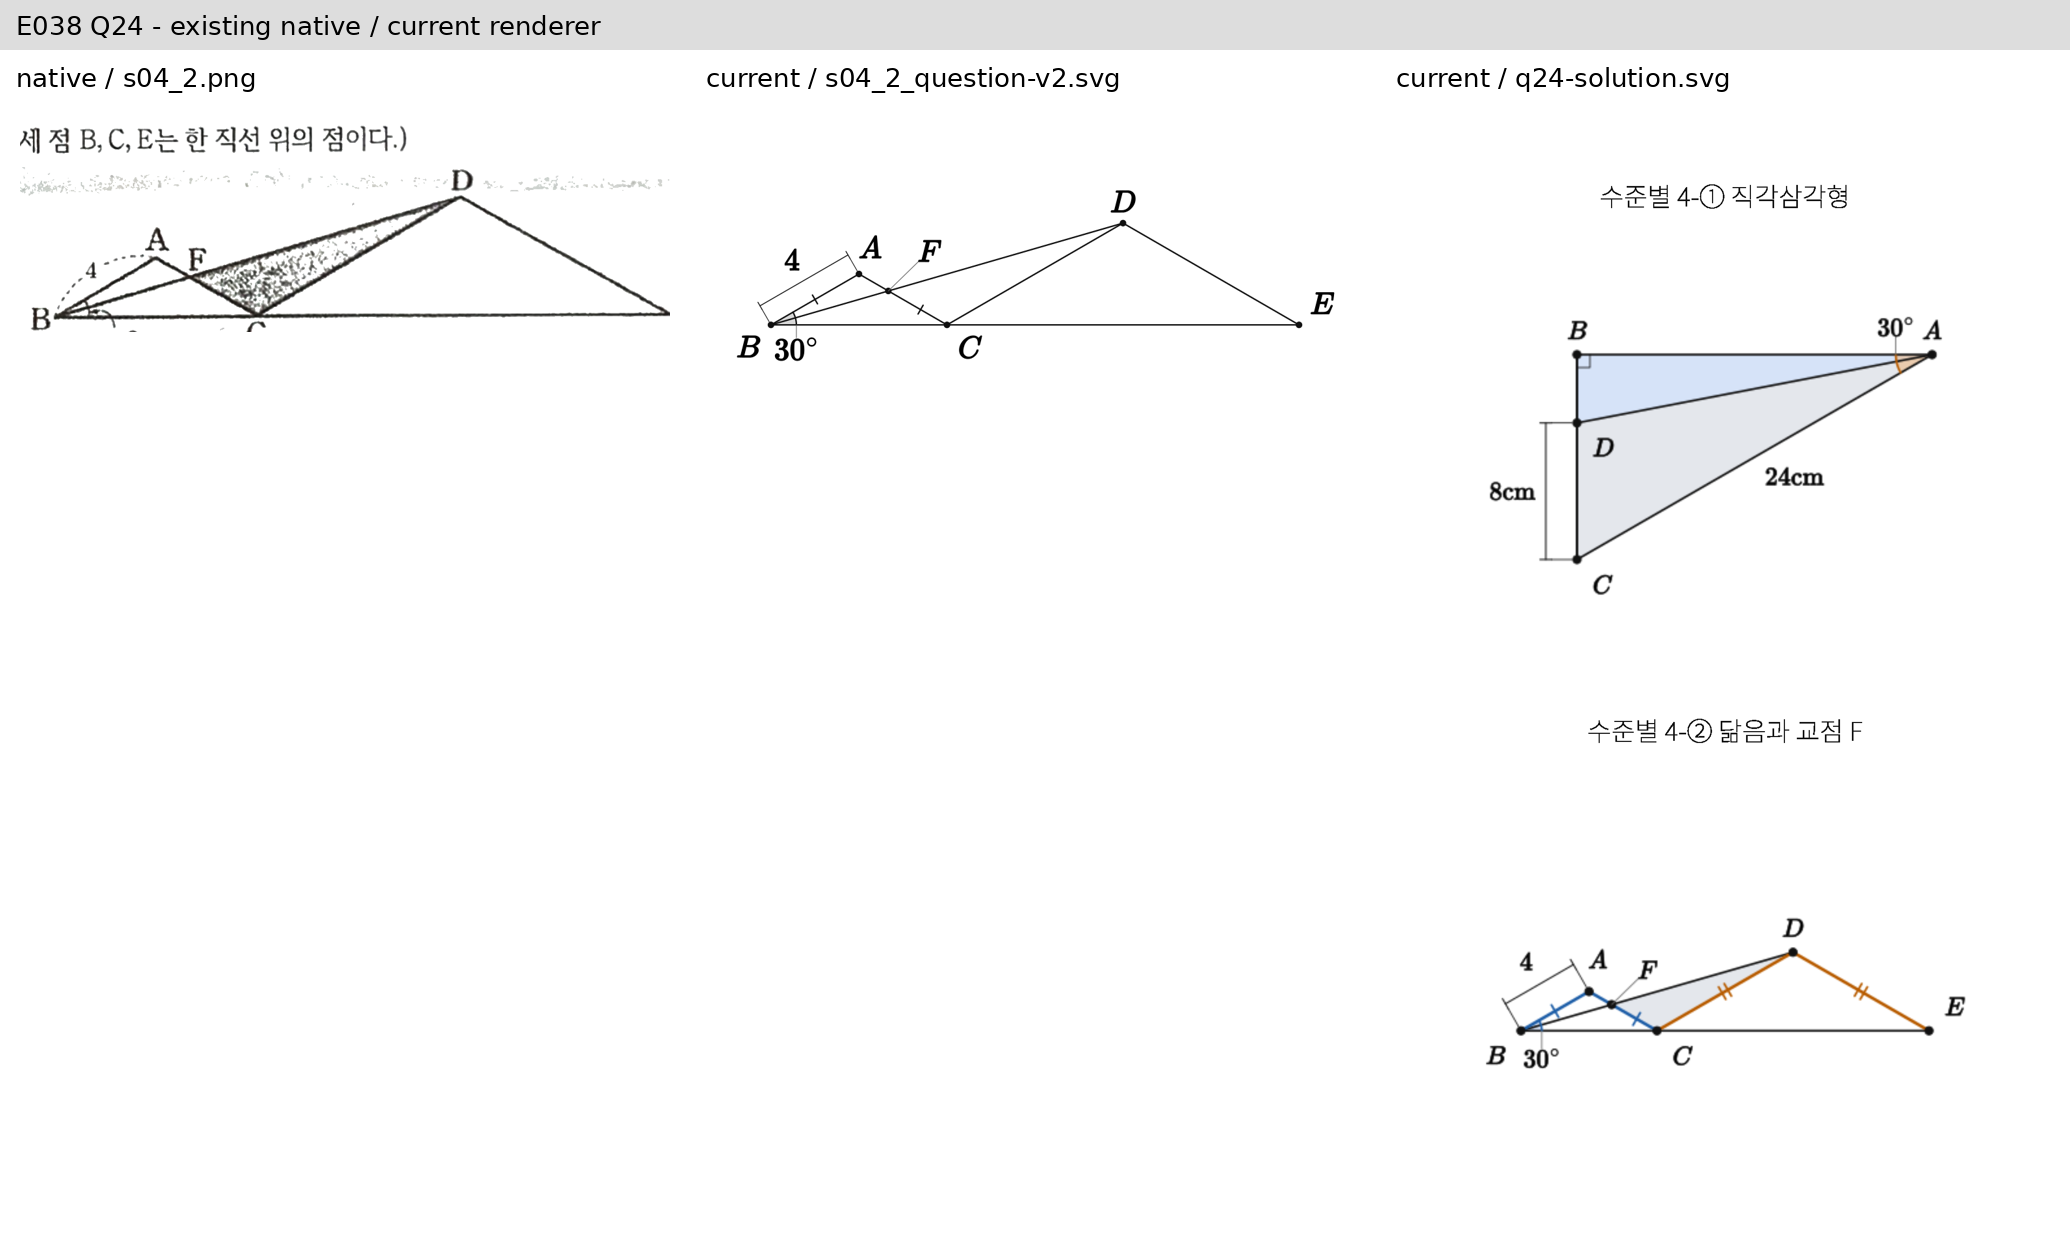 E038 Q24 - existing native / current renderer
native / s04_2.png
current / s04_2_question-v2.svg
current / q24-solution.svg
세 점 B, C, E는 한 직선 위의 점이다.)
D
A
F
4
B
D
A
F
4
E
B
30°
C
수준별 4-① 직각삼각형
B
30°
A
D
8cm
24cm
C
수준별 4-② 닮음과 교점 F
D
A
F
4
E
B
30°
C